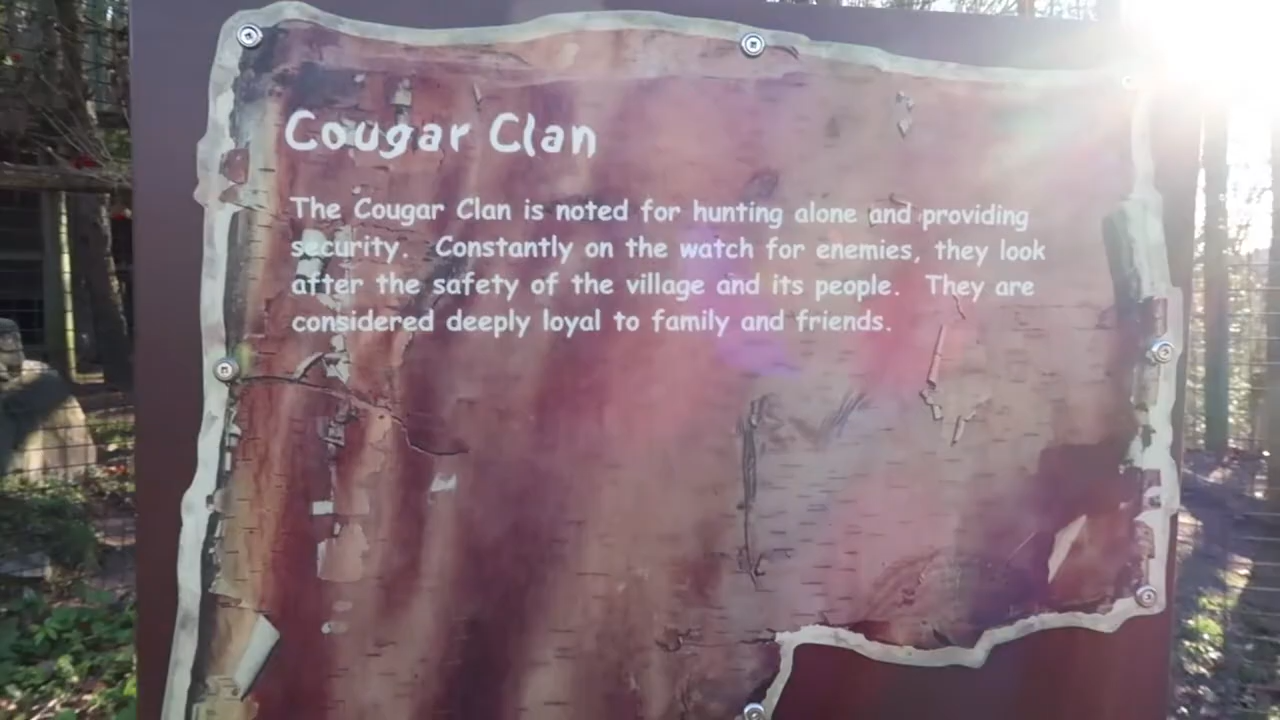 Cougar Clan
The Cougar Clan is noted for hunting alone and providing
security.  Constantly on the watch for enemies, they look
after the safety of the village and its people.  They are
considered deeply loyal to family and friends.